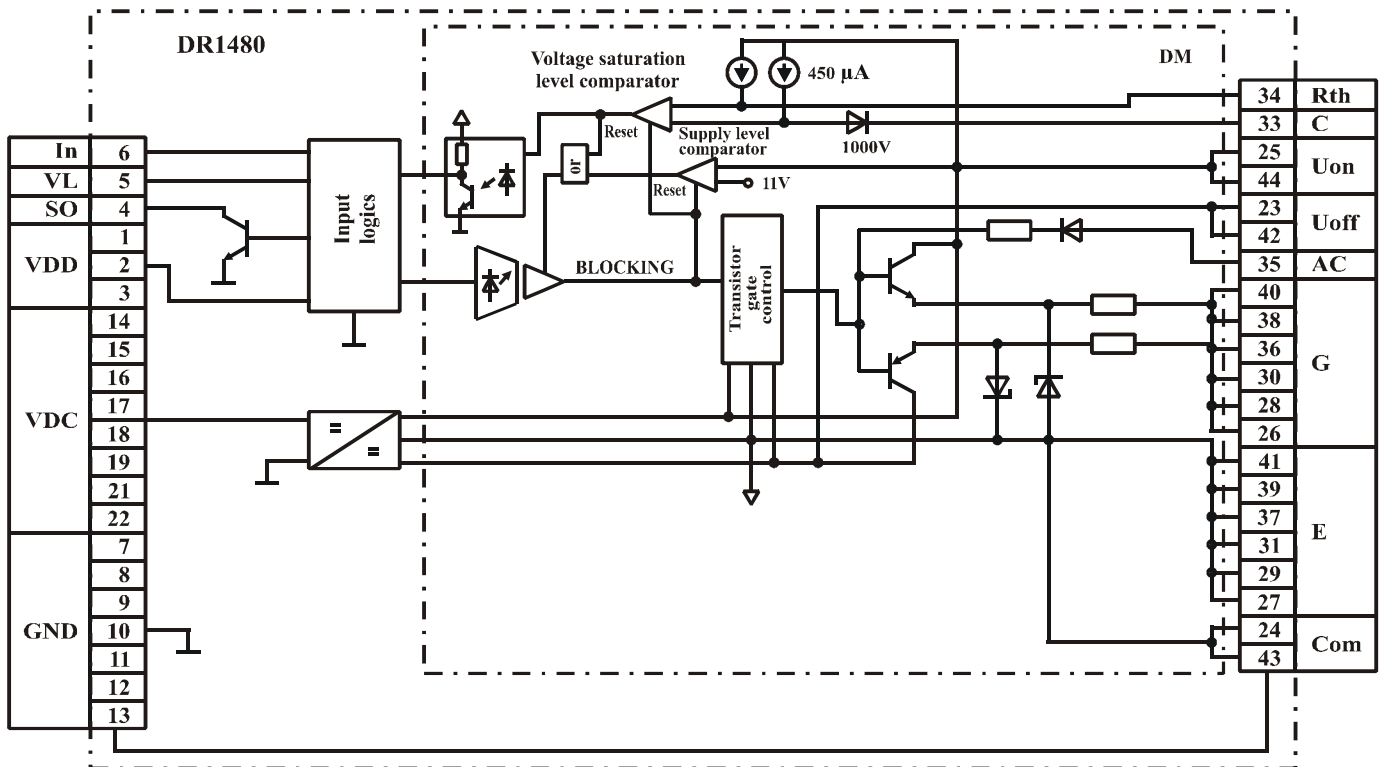 DR1480
DM
Voltage saturation
level comparator
450 µA
Reset
Supply level
comparator
1000V
or
Reset
11V
Input
logics
BLOCKING
Transistor
gate
control
=
=
In 6
VL 5
SO 4
1
VDD 2
3
14
15
16
VDC 17
18
19
21
22
7
8
9
GND 10
11
12
13
34 Rth
33 C
25 Uon
44
23 Uoff
42
35 AC
40
38
36 G
30
28
26
41
39
37 E
31
29
27
24 Com
43